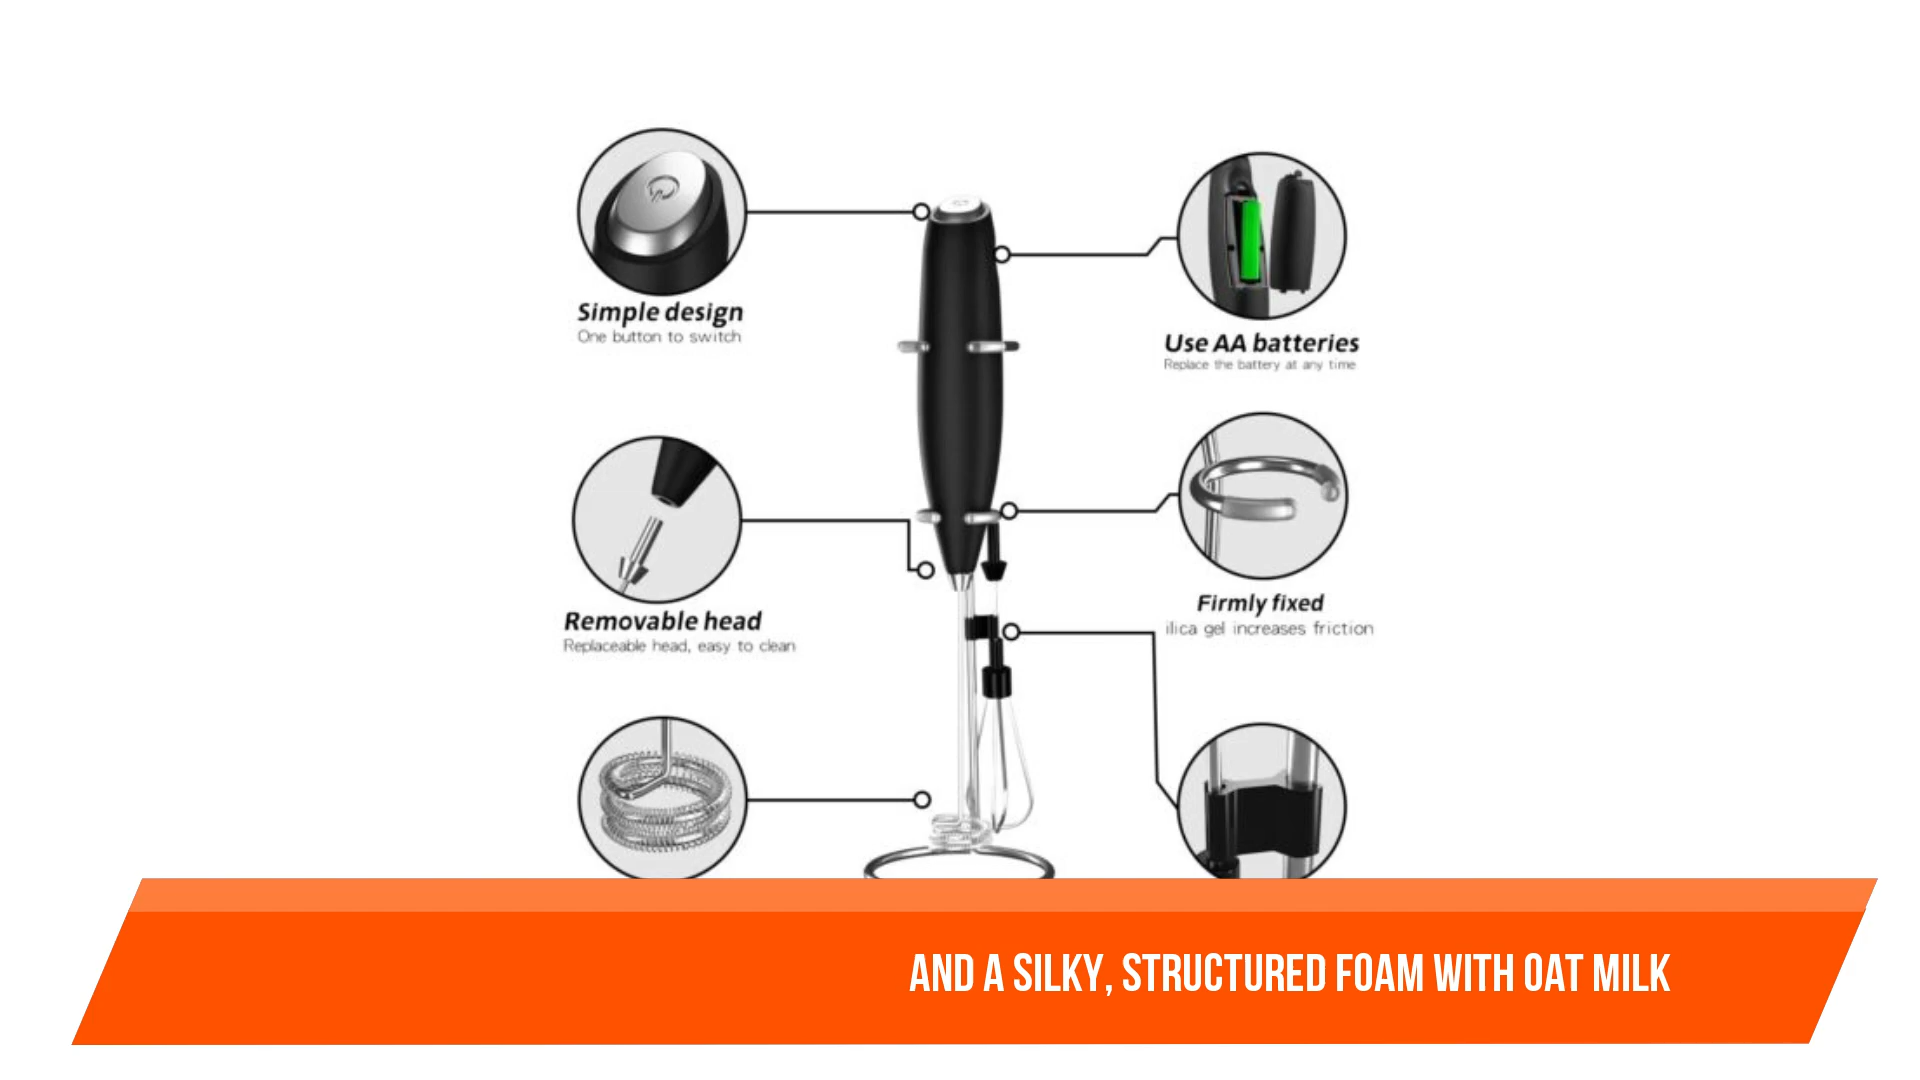 Simple design
One button to switch
Use AA batteries
Replace the battery at any time
Removable head
Replaceable head, easy to clean
Firmly fixed
ilica gel increases friction
AND A SILKY, STRUCTURED FOAM WITH OAT MILK